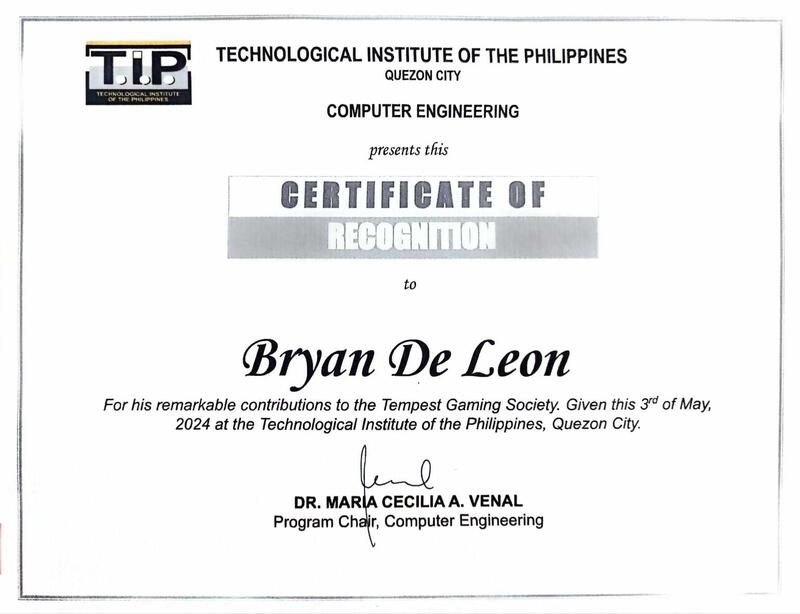 T.I.P.
TECHNOLOGICAL INSTITUTE
OF THE PHILIPPINES
TECHNOLOGICAL INSTITUTE OF THE PHILIPPINES
QUEZON CITY
COMPUTER ENGINEERING
presents this
CERTIFICATE OF
RECOGNITION
to
Bryan De Leon
For his remarkable contributions to the Tempest Gaming Society. Given this 3rd of May,
2024 at the Technological Institute of the Philippines, Quezon City.
DR. MARIA CECILIA A. VENAL
Program Chair, Computer Engineering